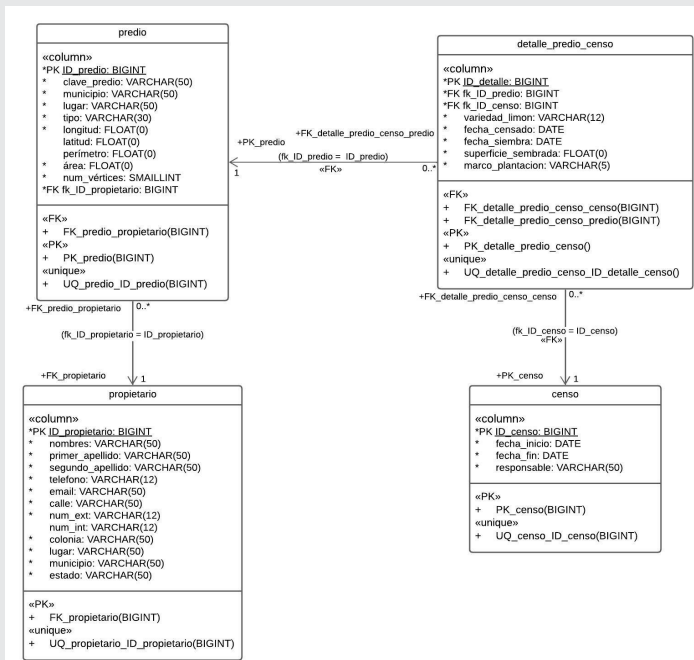 predio
«column»
*PK ID_predio: BIGINT
* clave_predio: VARCHAR(50)
* municipio: VARCHAR(50)
* lugar: VARCHAR(50)
* tipo: VARCHAR(30)
* longitud: FLOAT(0)
latitud: FLOAT(0)
perímetro: FLOAT(0)
* área: FLOAT(0)
* num_vértices: SMAILLINT
*FK fk_ID_propietario: BIGINT
«FK»
+ FK_predio_propietario(BIGINT)
«PK»
+ PK_predio(BIGINT)
«unique»
+ UQ_predio_ID_predio(BIGINT)
detalle_predio_censo
«column»
*PK ID_detalle: BIGINT
*FK fk_ID_predio: BIGINT
*FK fk_ID_censo: BIGINT
* variedad_limon: VARCHAR(12)
* fecha_censado: DATE
* fecha_siembra: DATE
* superficie_sembrada: FLOAT(0)
* marco_plantacion: VARCHAR(5)
«FK»
+ FK_detalle_predio_censo_censo(BIGINT)
+ FK_detalle_predio_censo_predio(BIGINT)
«PK»
+ PK_detalle_predio_censo()
«unique»
+ UQ_detalle_predio_censo_ID_detalle_censo()
+FK_detalle_predio_censo_predio
+PK_predio
(fk_ID_predio = ID_predio)
1
«FK»
0..*
+FK_predio_propietario
0..*
(fk_ID_propietario = ID_propietario)
+FK_propietario
1
+FK_detalle_predio_censo_censo
0..*
(fk_ID_censo = ID_censo)
«FK»
+PK_censo
1
propietario
«column»
*PK ID_propietario: BIGINT
* nombres: VARCHAR(50)
* primer_apellido: VARCHAR(50)
* segundo_apellido: VARCHAR(50)
* telefono: VARCHAR(12)
* email: VARCHAR(50)
* calle: VARCHAR(50)
* num_ext: VARCHAR(12)
num_int: VARCHAR(12)
* colonia: VARCHAR(50)
* lugar: VARCHAR(50)
* municipio: VARCHAR(50)
* estado: VARCHAR(50)
«PK»
+ FK_propietario(BIGINT)
«unique»
+ UQ_propietario_ID_propietario(BIGINT)
censo
«column»
*PK ID_censo: BIGINT
* fecha_inicio: DATE
* fecha_fin: DATE
* responsable: VARCHAR(50)
«PK»
+ PK_censo(BIGINT)
«unique»
+ UQ_censo_ID_censo(BIGINT)